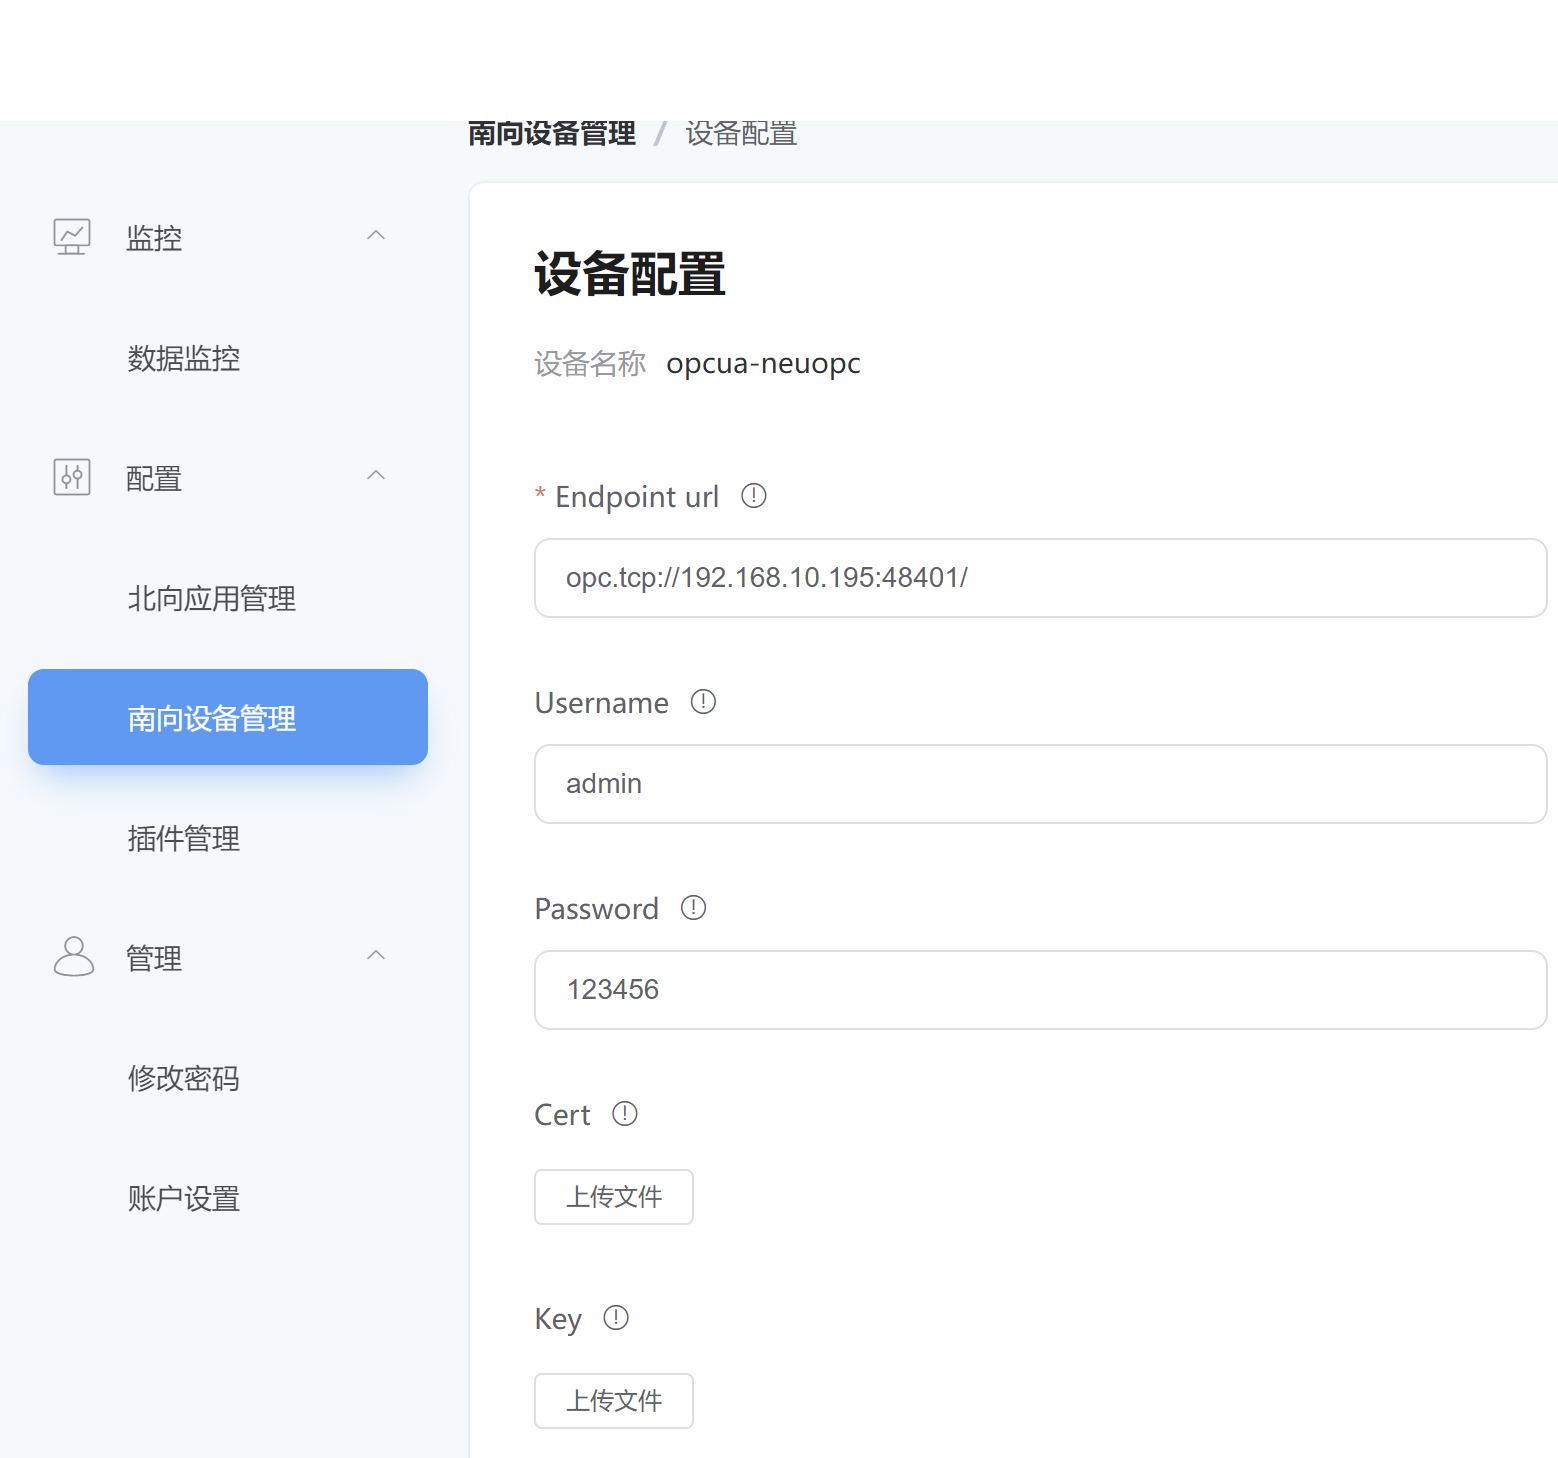 南向设备管理 / 设备配置
监控
数据监控
配置
北向应用管理
南向设备管理
插件管理
管理
修改密码
账户设置
设备配置
设备名称 opcua-neuopc
* Endpoint url
opc.tcp://192.168.10.195:48401/
Username
admin
Password
123456
Cert
上传文件
Key
上传文件